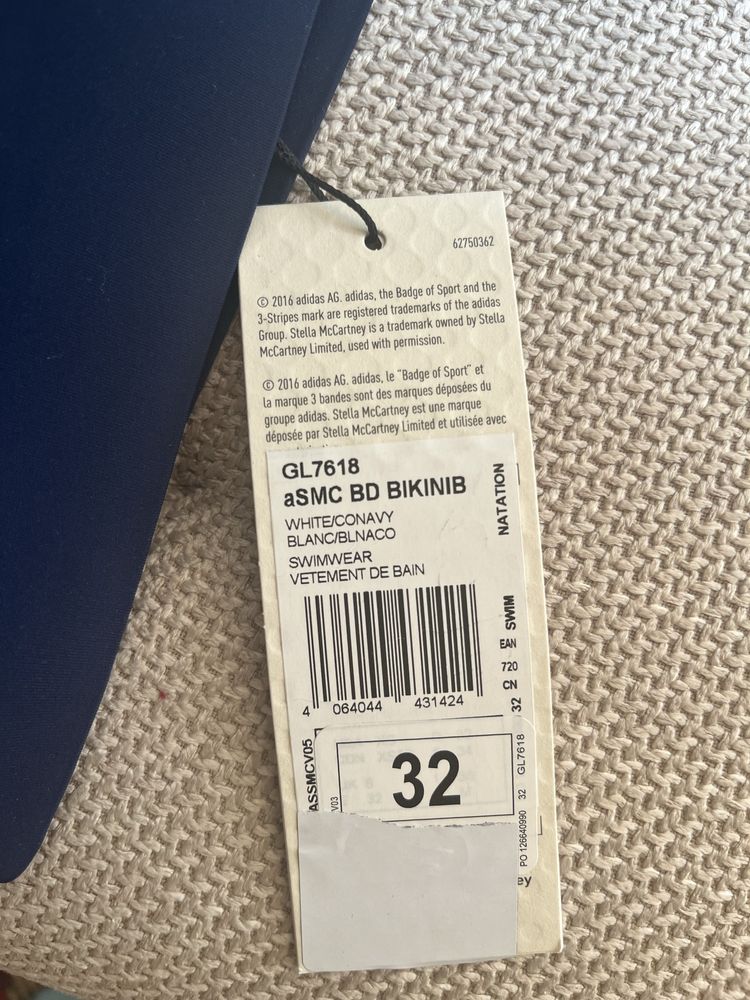 62750362
© 2016 adidas AG. adidas, the Badge of Sport and the
3-Stripes mark are registered trademarks of the adidas
Group. Stella McCartney is a trademark owned by Stella
McCartney Limited, used with permission.
© 2016 adidas AG. adidas, le "Badge of Sport" et
la marque 3 bandes sont des marques déposées du
groupe adidas. Stella McCartney est une marque
déposée par Stella McCartney Limited et utilisée avec
GL7618
aSMC BD BIKINIB
WHITE/CONAVY
BLANC/BLNACO
SWIMWEAR
VETEMENT DE BAIN
NATATION
SWIM
EAN
720
CN
32
4 064044 431424
ASSMCV05
V03
32
PO 126640990 32 GL7618
ey